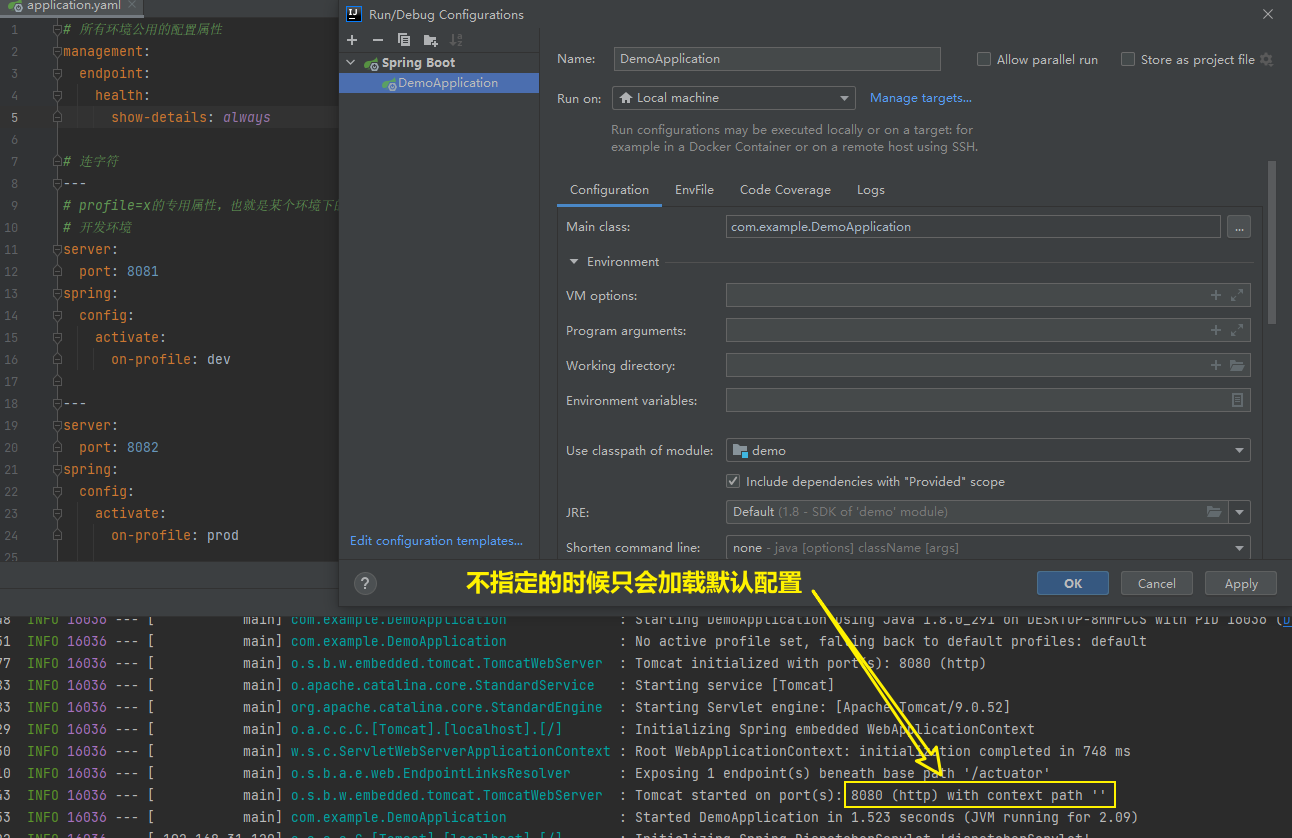 application.yaml
1 # 所有环境公用的配置属性
2 management:
3 endpoint:
4 health:
5 show-details: always
6
7 # 连字符
8 ---
9 # profile=x的专用属性，也就是某个环境下
10 # 开发环境
11 server:
12 port: 8081
13 spring:
14 config:
15 activate:
16 on-profile: dev
17
18 ---
19 server:
20 port: 8082
21 spring:
22 config:
23 activate:
24 on-profile: prod
25
Run/Debug Configurations
Spring Boot
DemoApplication
Edit configuration templates...
Name: DemoApplication Allow parallel run Store as project file
Run on: Local machine Manage targets...
Run configurations may be executed locally or on a target: for
example in a Docker Container or on a remote host using SSH.
Configuration EnvFile Code Coverage Logs
Main class: com.example.DemoApplication ...
Environment
VM options:
Program arguments:
Working directory:
Environment variables:
Use classpath of module: demo
Include dependencies with "Provided" scope
JRE: Default (1.8 - SDK of 'demo' module)
Shorten command line: none - java [options] className [args]
? OK Cancel Apply
不指定的时候只会加载默认配置
48 INFO 16036 --- [ main] com.example.DemoApplication : Starting DemoApplication using Java 1.8.0_291 on DESKTOP-8MMFCCS with PID 16036 (D
51 INFO 16036 --- [ main] com.example.DemoApplication : No active profile set, falling back to default profiles: default
77 INFO 16036 --- [ main] o.s.b.w.embedded.tomcat.TomcatWebServer : Tomcat initialized with port(s): 8080 (http)
83 INFO 16036 --- [ main] o.apache.catalina.core.StandardService : Starting service [Tomcat]
83 INFO 16036 --- [ main] org.apache.catalina.core.StandardEngine : Starting Servlet engine: [Apache Tomcat/9.0.52]
29 INFO 16036 --- [ main] o.a.c.c.C.[Tomcat].[localhost].[/] : Initializing Spring embedded WebApplicationContext
30 INFO 16036 --- [ main] w.s.c.ServletWebServerApplicationContext : Root WebApplicationContext: initialization completed in 748 ms
10 INFO 16036 --- [ main] o.s.b.a.e.web.EndpointLinksResolver : Exposing 1 endpoint(s) beneath base path '/actuator'
43 INFO 16036 --- [ main] o.s.b.w.embedded.tomcat.TomcatWebServer : Tomcat started on port(s): 8080 (http) with context path ''
53 INFO 16036 --- [ main] com.example.DemoApplication : Started DemoApplication in 1.523 seconds (JVM running for 2.09)